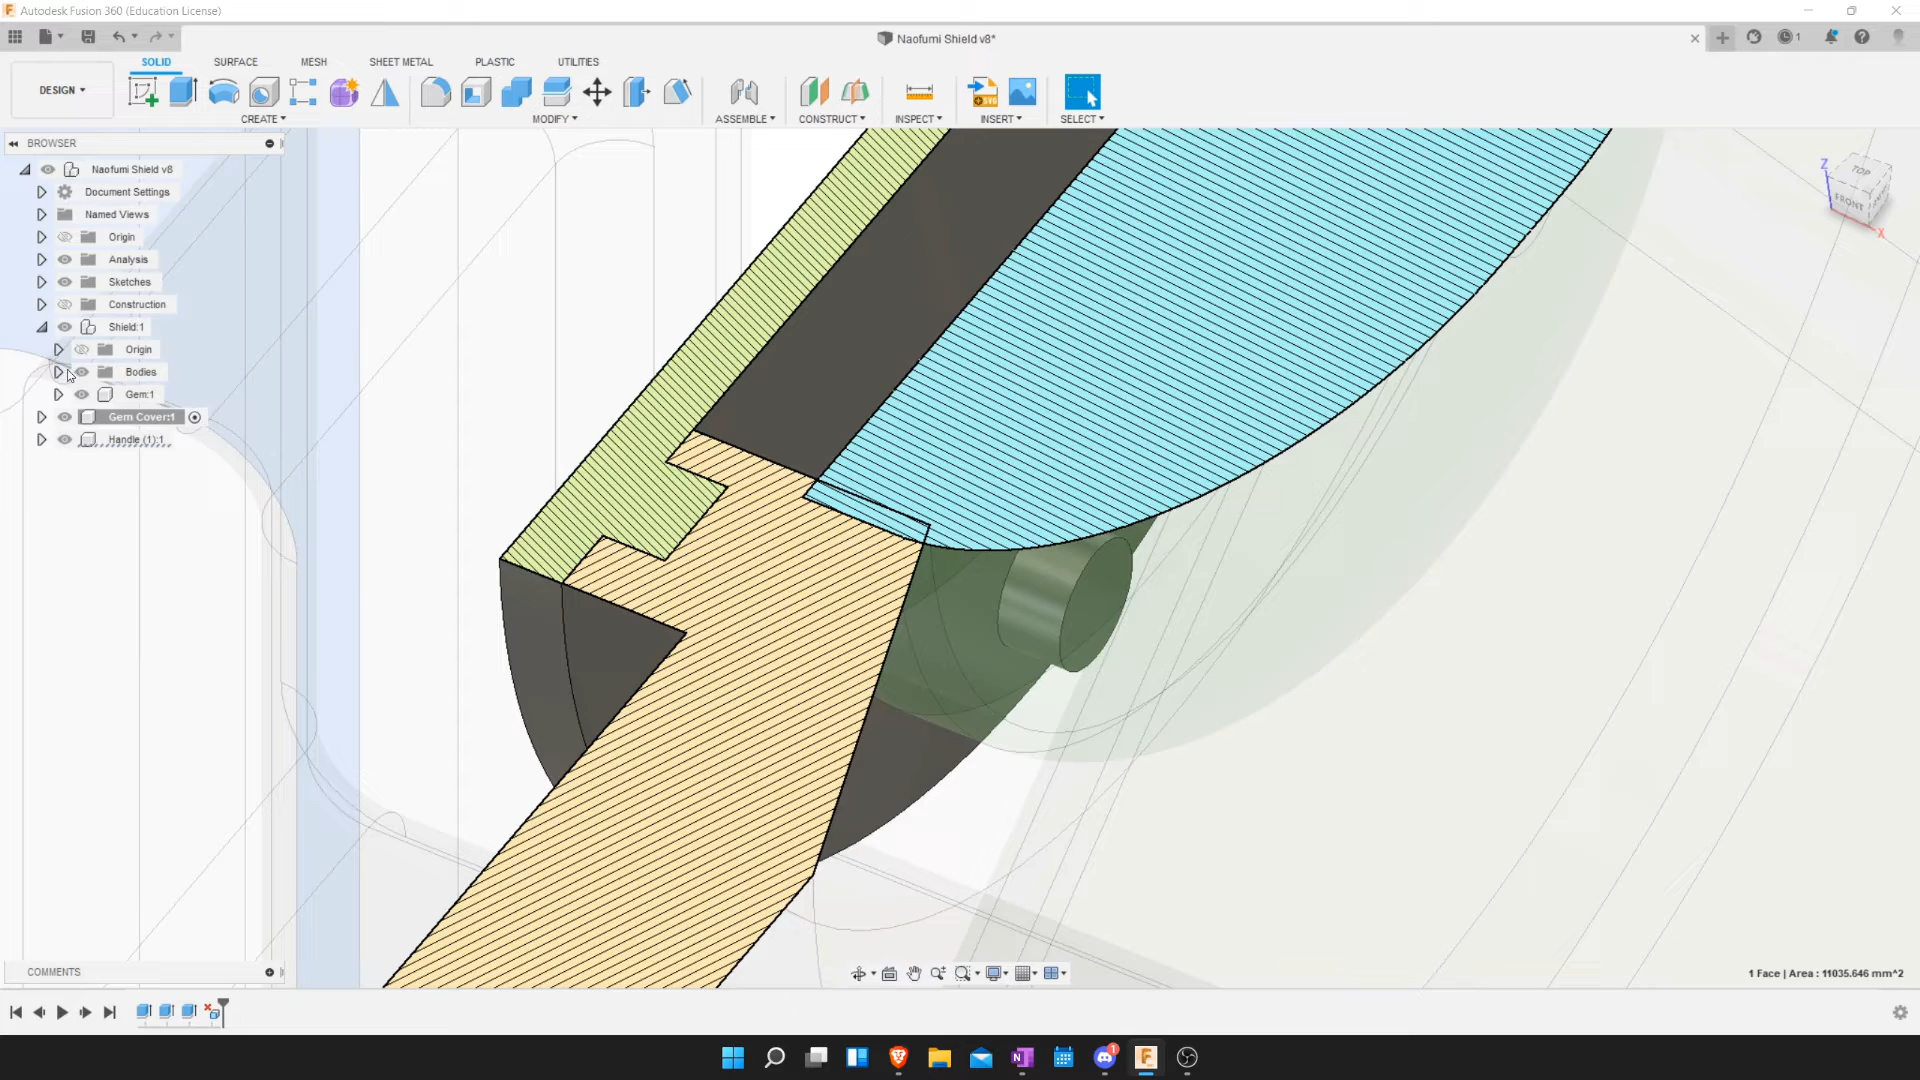 Autodesk Fusion 360 (Education License)
Naofumi Shield v8*
1
SOLID SURFACE MESH SHEET METAL PLASTIC UTILITIES
DESIGN
CREATE MODIFY ASSEMBLE CONSTRUCT INSPECT INSERT SELECT
BROWSER
Naofumi Shield v8
Document Settings
Named Views
Origin
Analysis
Sketches
Construction
Shield:1
Origin
Bodies
Gem:1
Gem Cover:1
Handle (1):1
Z
TOP
FRONT
X
COMMENTS
1 Face | Area : 11035.646 mm^2